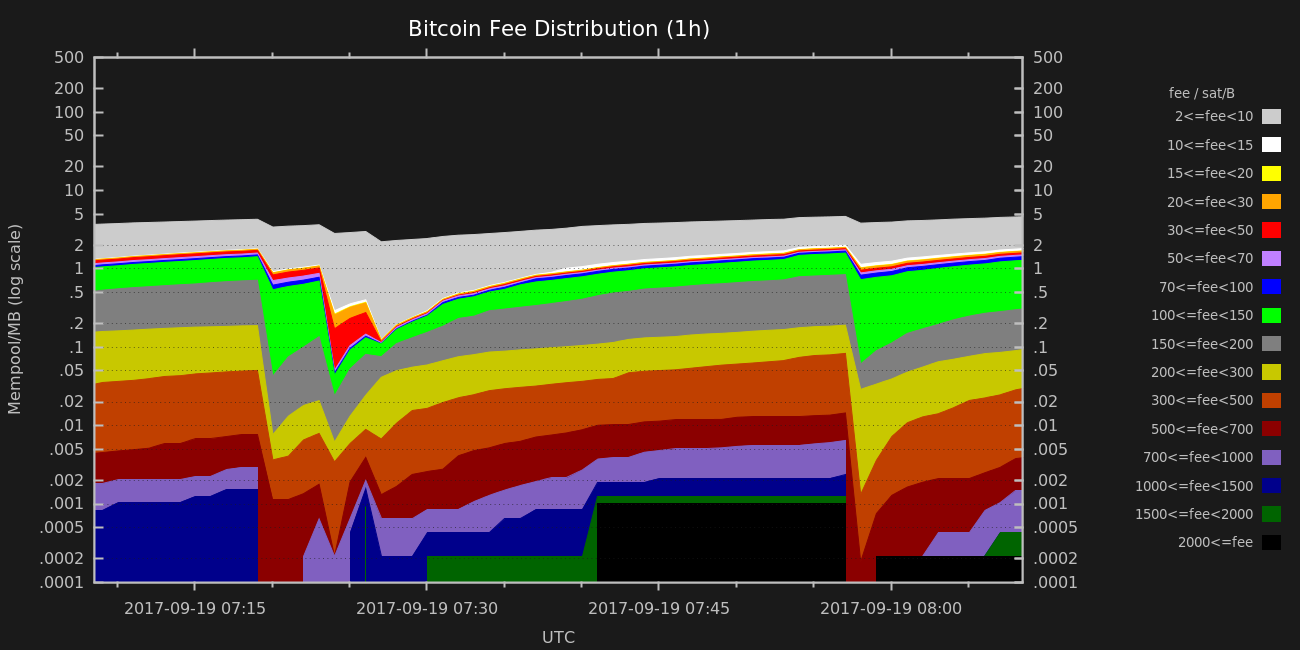 Bitcoin Fee Distribution (1h)
Mempool/MB (log scale)
500
200
100
50
20
10
5
2
1
.5
.2
.1
.05
.02
.01
.005
.002
.001
.0005
.0002
.0001
500
200
100
50
20
10
5
2
1
.5
.2
.1
.05
.02
.01
.005
.002
.001
.0005
.0002
.0001
2017-09-19 07:15 2017-09-19 07:30 2017-09-19 07:45 2017-09-19 08:00
UTC
fee / sat/B
2<=fee<10
10<=fee<15
15<=fee<20
20<=fee<30
30<=fee<50
50<=fee<70
70<=fee<100
100<=fee<150
150<=fee<200
200<=fee<300
300<=fee<500
500<=fee<700
700<=fee<1000
1000<=fee<1500
1500<=fee<2000
2000<=fee